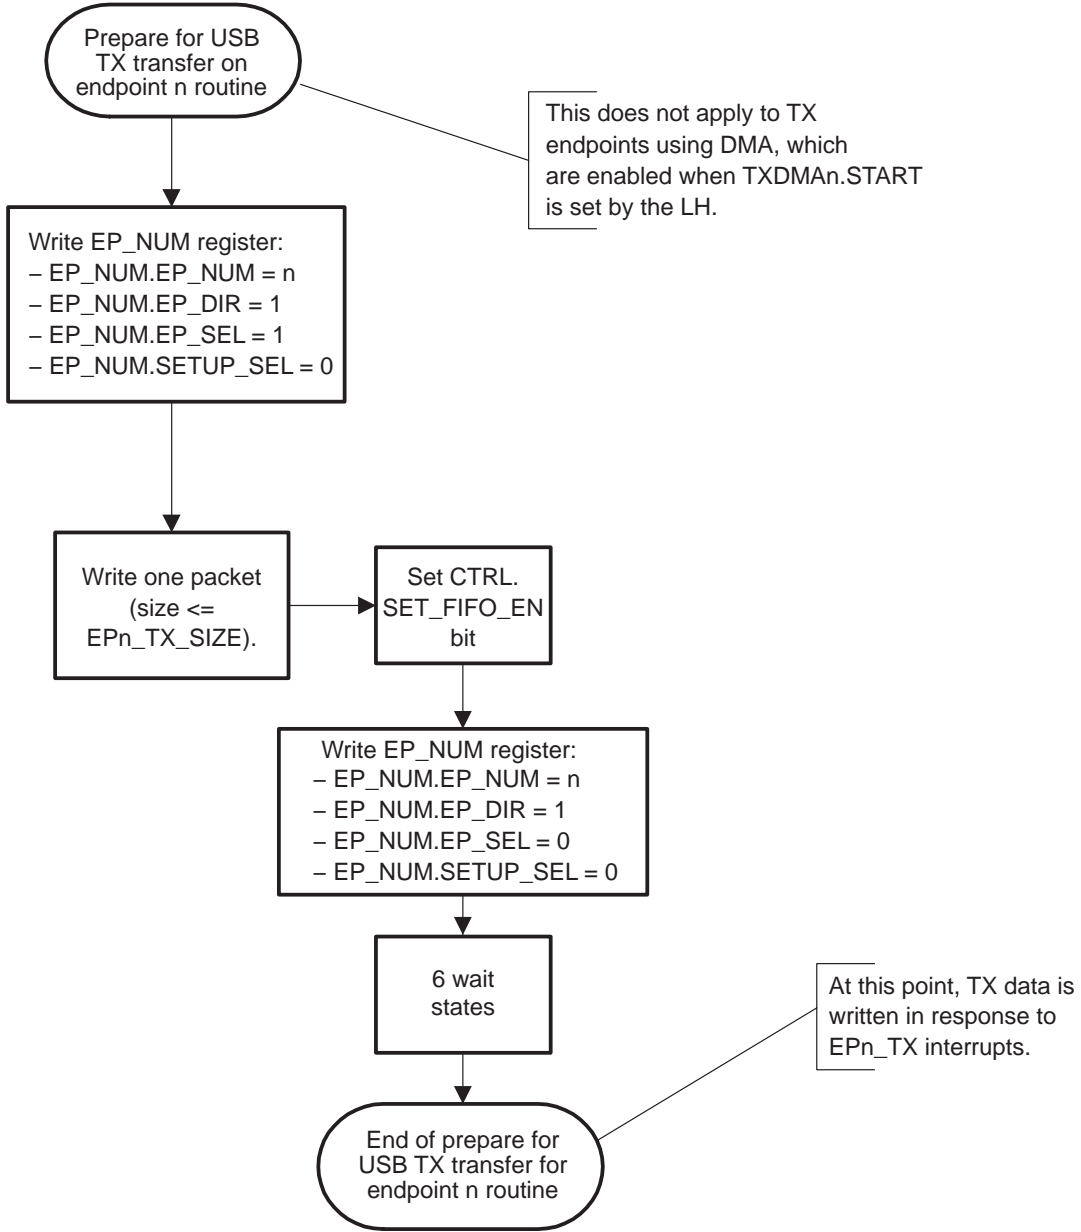 Prepare for USB
TX transfer on
endpoint n routine
This does not apply to TX
endpoints using DMA, which
are enabled when TXDMAn.START
is set by the LH.
Write EP_NUM register:
– EP_NUM.EP_NUM = n
– EP_NUM.EP_DIR = 1
– EP_NUM.EP_SEL = 1
– EP_NUM.SETUP_SEL = 0
Write one packet
(size <=
EPn_TX_SIZE).
Set CTRL.
SET_FIFO_EN
bit
Write EP_NUM register:
– EP_NUM.EP_NUM = n
– EP_NUM.EP_DIR = 1
– EP_NUM.EP_SEL = 0
– EP_NUM.SETUP_SEL = 0
6 wait
states
At this point, TX data is
written in response to
EPn_TX interrupts.
End of prepare for
USB TX transfer for
endpoint n routine